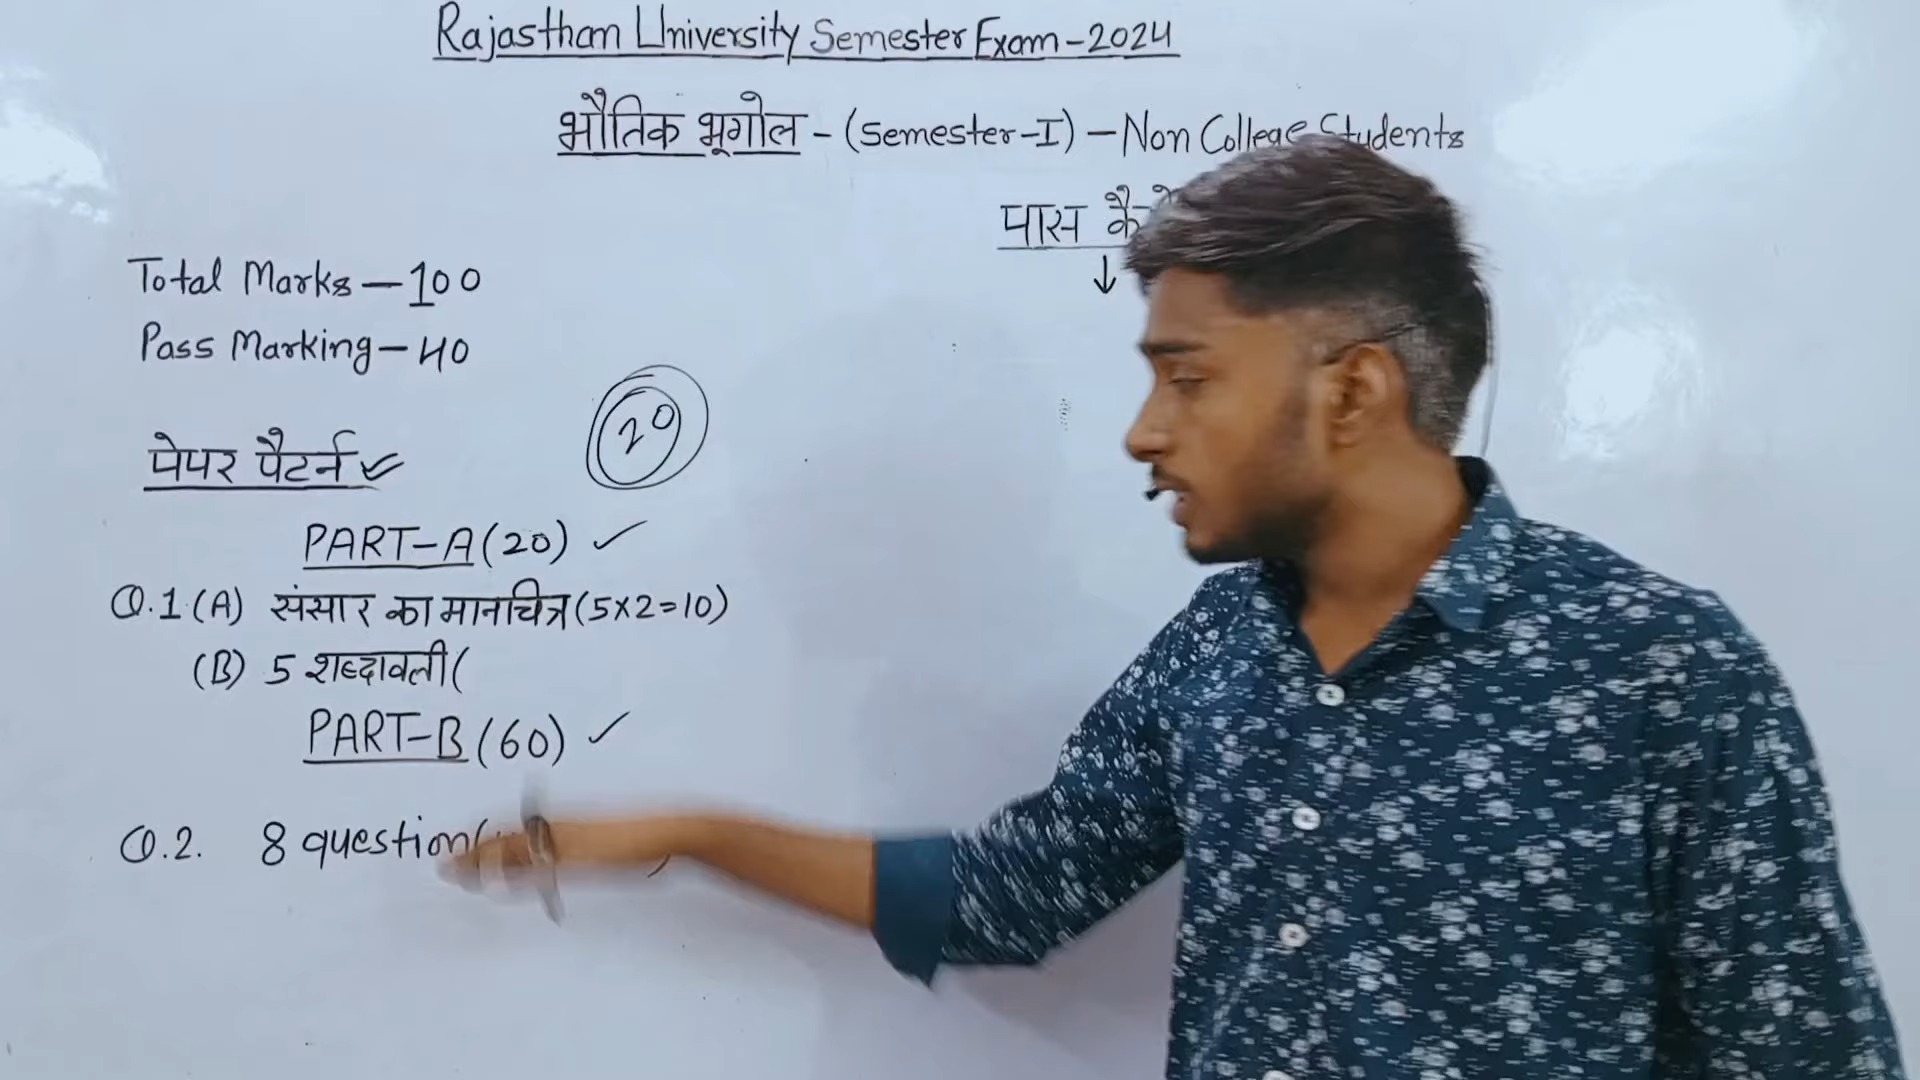 Rajasthan University Semester Exam-2024
भौतिक भूगोल - (Semester-I) - Non College Students
पास कै
↓
Total Marks - 100
Pass Marking - 40
20
पेपर पैटर्न ✓
PART-A (20) ✓
Q.1 (A) संसार का मानचित्र (5x2=10)
(B) 5 शब्दावली (
PART-B (60) ✓
Q.2. 8 question (